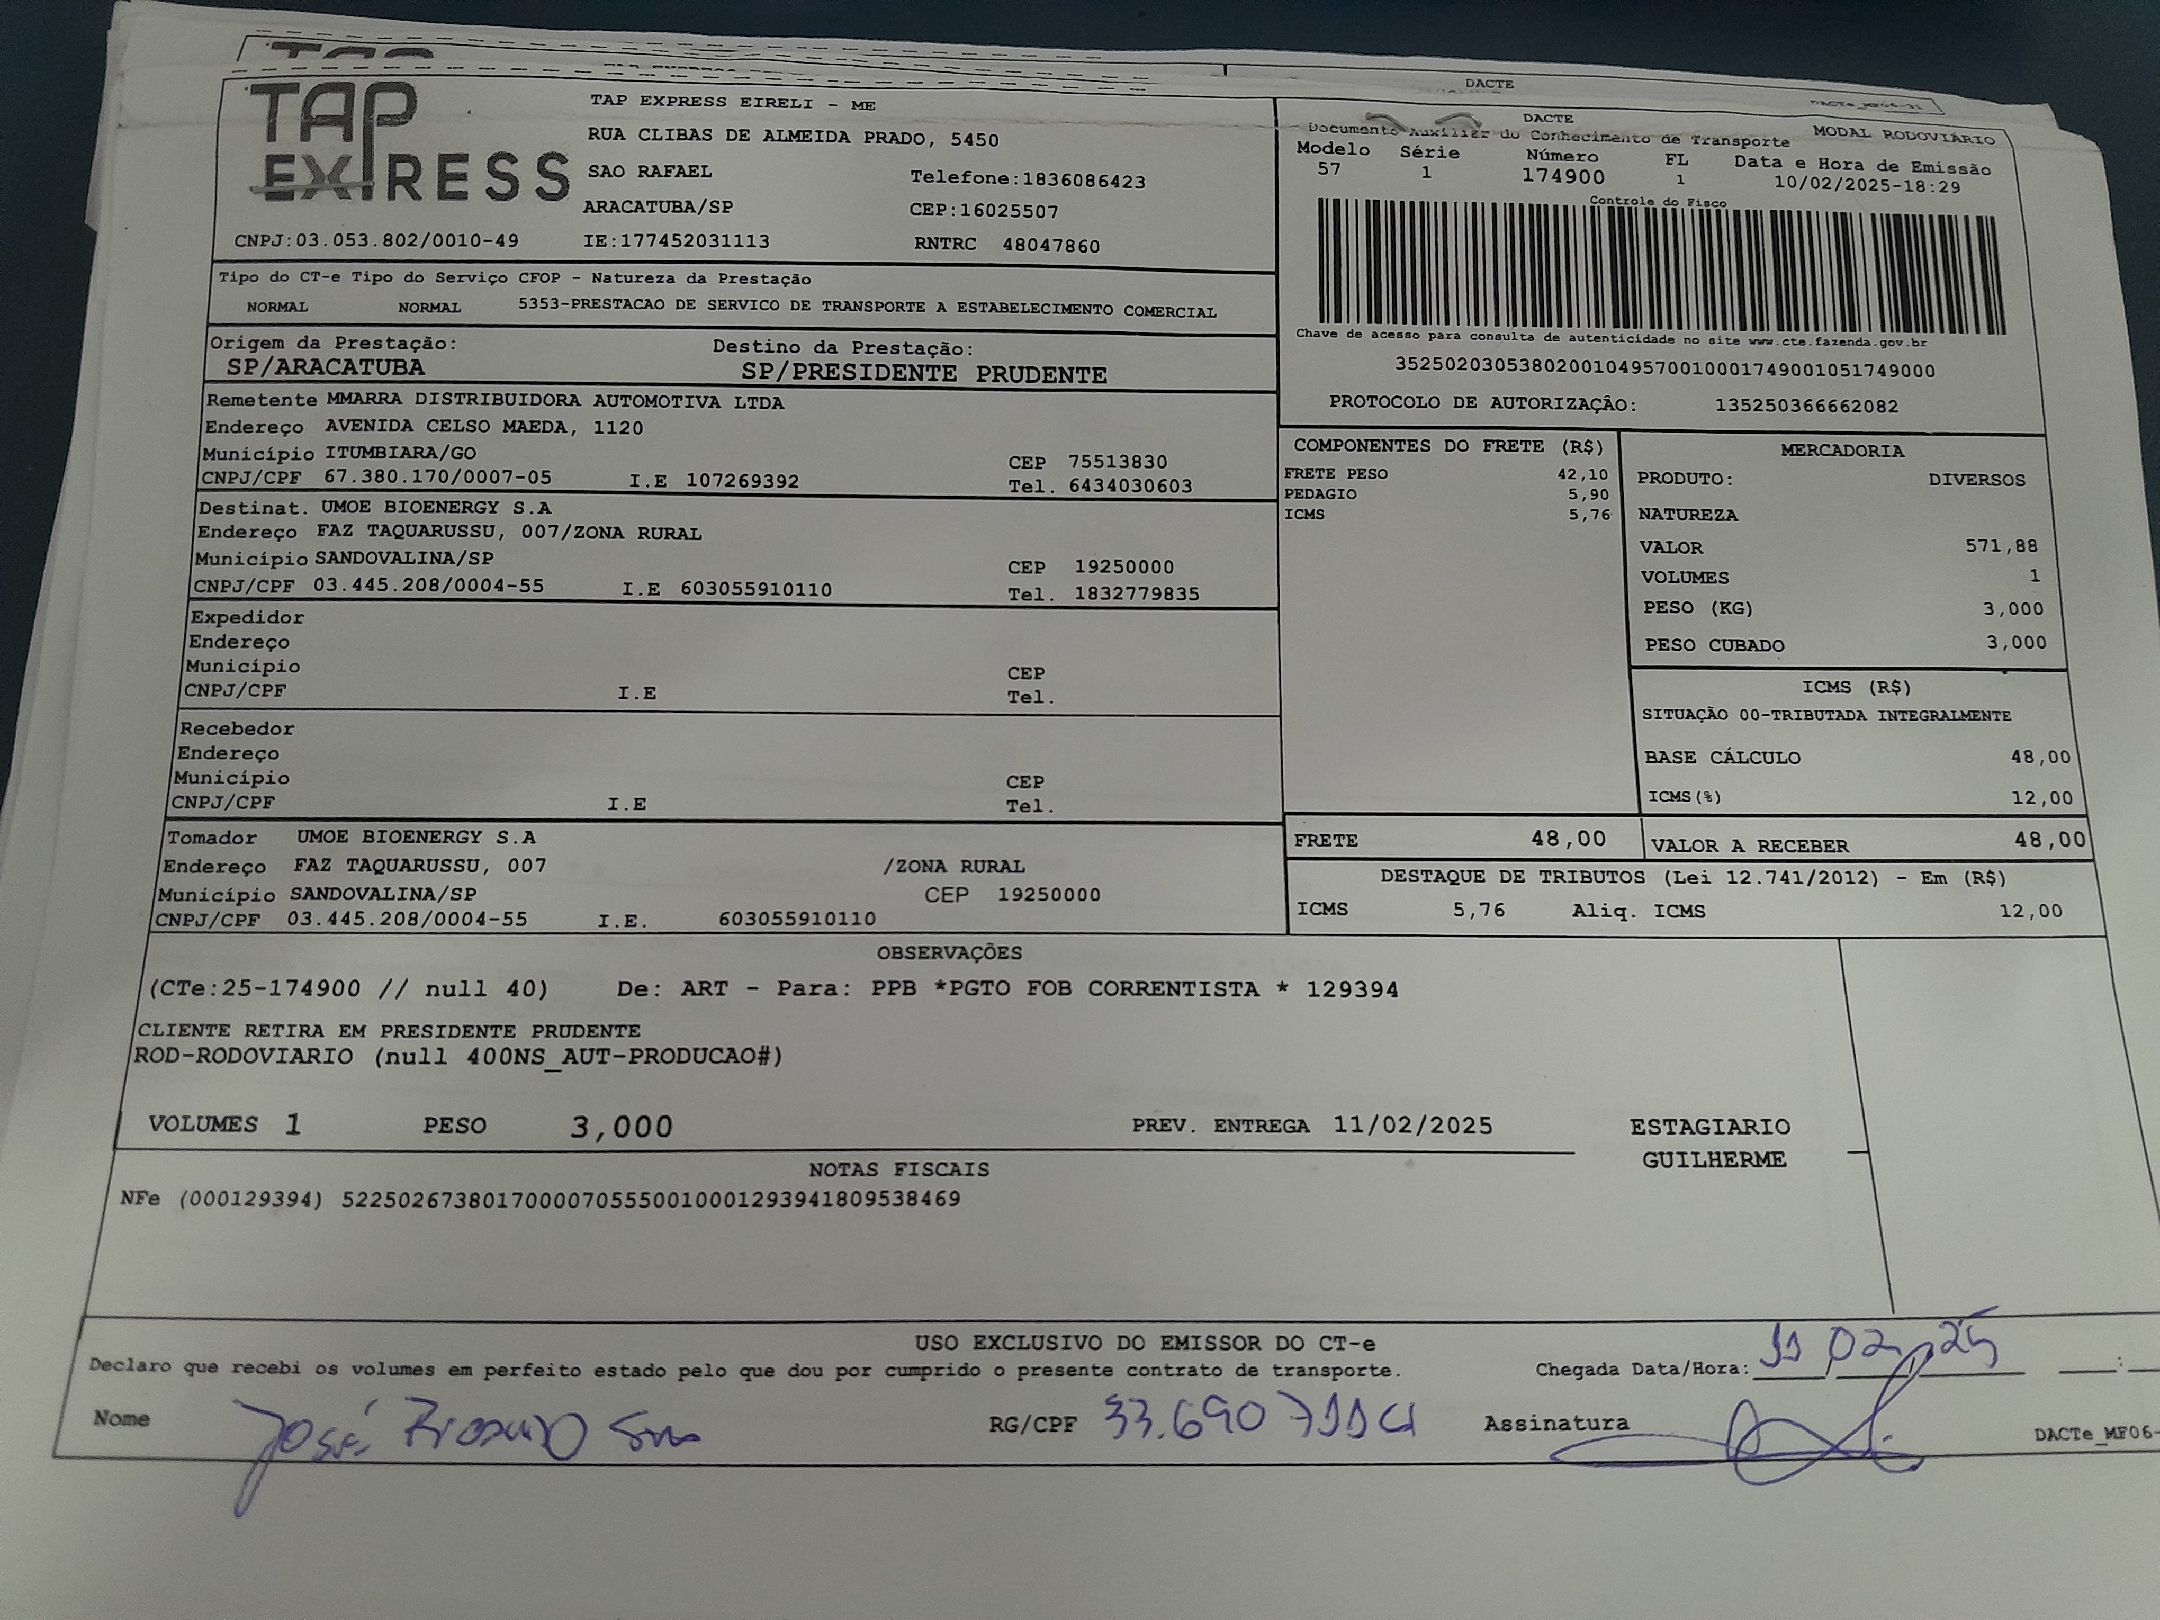 TAP
EXPRESS
TAP EXPRESS EIRELI - ME
RUA CLIBAS DE ALMEIDA PRADO, 5450
SAO RAFAEL Telefone:1836086423
ARACATUBA/SP CEP:16025507
CNPJ:03.053.802/0010-49 IE:177452031113 RNTRC 48047860
DACTE
DACTE
Documento Auxiliar do Conhecimento de Transporte MODAL RODOVIÁRIO
Modelo Série Número FL Data e Hora de Emissão
57 1 174900 1 10/02/2025-18:29
Controle do Fisco
Chave de acesso para consulta de autenticidade no site www.cte.fazenda.gov.br
35250203053802001049570010001749001051749000
PROTOCOLO DE AUTORIZAÇÃO: 135250366662082
Tipo do CT-e Tipo do Serviço CFOP - Natureza da Prestação
NORMAL NORMAL 5353-PRESTACAO DE SERVICO DE TRANSPORTE A ESTABELECIMENTO COMERCIAL
Origem da Prestação: Destino da Prestação:
SP/ARACATUBA SP/PRESIDENTE PRUDENTE
Remetente MMARRA DISTRIBUIDORA AUTOMOTIVA LTDA
Endereço AVENIDA CELSO MAEDA, 1120
Município ITUMBIARA/GO CEP 75513830
CNPJ/CPF 67.380.170/0007-05 I.E 107269392 Tel. 6434030603
Destinat. UMOE BIOENERGY S.A
Endereço FAZ TAQUARUSSU, 007/ZONA RURAL
Município SANDOVALINA/SP CEP 19250000
CNPJ/CPF 03.445.208/0004-55 I.E 603055910110 Tel. 1832779835
Expedidor
Endereço
Município CEP
CNPJ/CPF I.E Tel.
Recebedor
Endereço
Município CEP
CNPJ/CPF I.E Tel.
Tomador UMOE BIOENERGY S.A
Endereço FAZ TAQUARUSSU, 007 /ZONA RURAL
Município SANDOVALINA/SP CEP 19250000
CNPJ/CPF 03.445.208/0004-55 I.E. 603055910110
COMPONENTES DO FRETE (R$)
FRETE PESO 42,10
PEDAGIO 5,90
ICMS 5,76
MERCADORIA
PRODUTO: DIVERSOS
NATUREZA
VALOR 571,88
VOLUMES 1
PESO (KG) 3,000
PESO CUBADO 3,000
ICMS (R$)
SITUAÇÃO 00-TRIBUTADA INTEGRALMENTE
BASE CÁLCULO 48,00
ICMS(%) 12,00
FRETE 48,00 VALOR A RECEBER 48,00
DESTAQUE DE TRIBUTOS (Lei 12.741/2012) - Em (R$)
ICMS 5,76 Aliq. ICMS 12,00
OBSERVAÇÕES
(CTe:25-174900 // null 40) De: ART - Para: PPB *PGTO FOB CORRENTISTA * 129394
CLIENTE RETIRA EM PRESIDENTE PRUDENTE
ROD-RODOVIARIO (null 400NS_AUT-PRODUCAO#)
VOLUMES 1 PESO 3,000 PREV. ENTREGA 11/02/2025 ESTAGIARIO
GUILHERME
NOTAS FISCAIS
NFe (000129394) 52250267380170000705550010001293941809538469
USO EXCLUSIVO DO EMISSOR DO CT-e
Declaro que recebi os volumes em perfeito estado pelo que dou por cumprido o presente contrato de transporte. Chegada Data/Hora: 11 02 25
Nome José RG/CPF 33.690 711 Assinatura
DACTe_MF06-